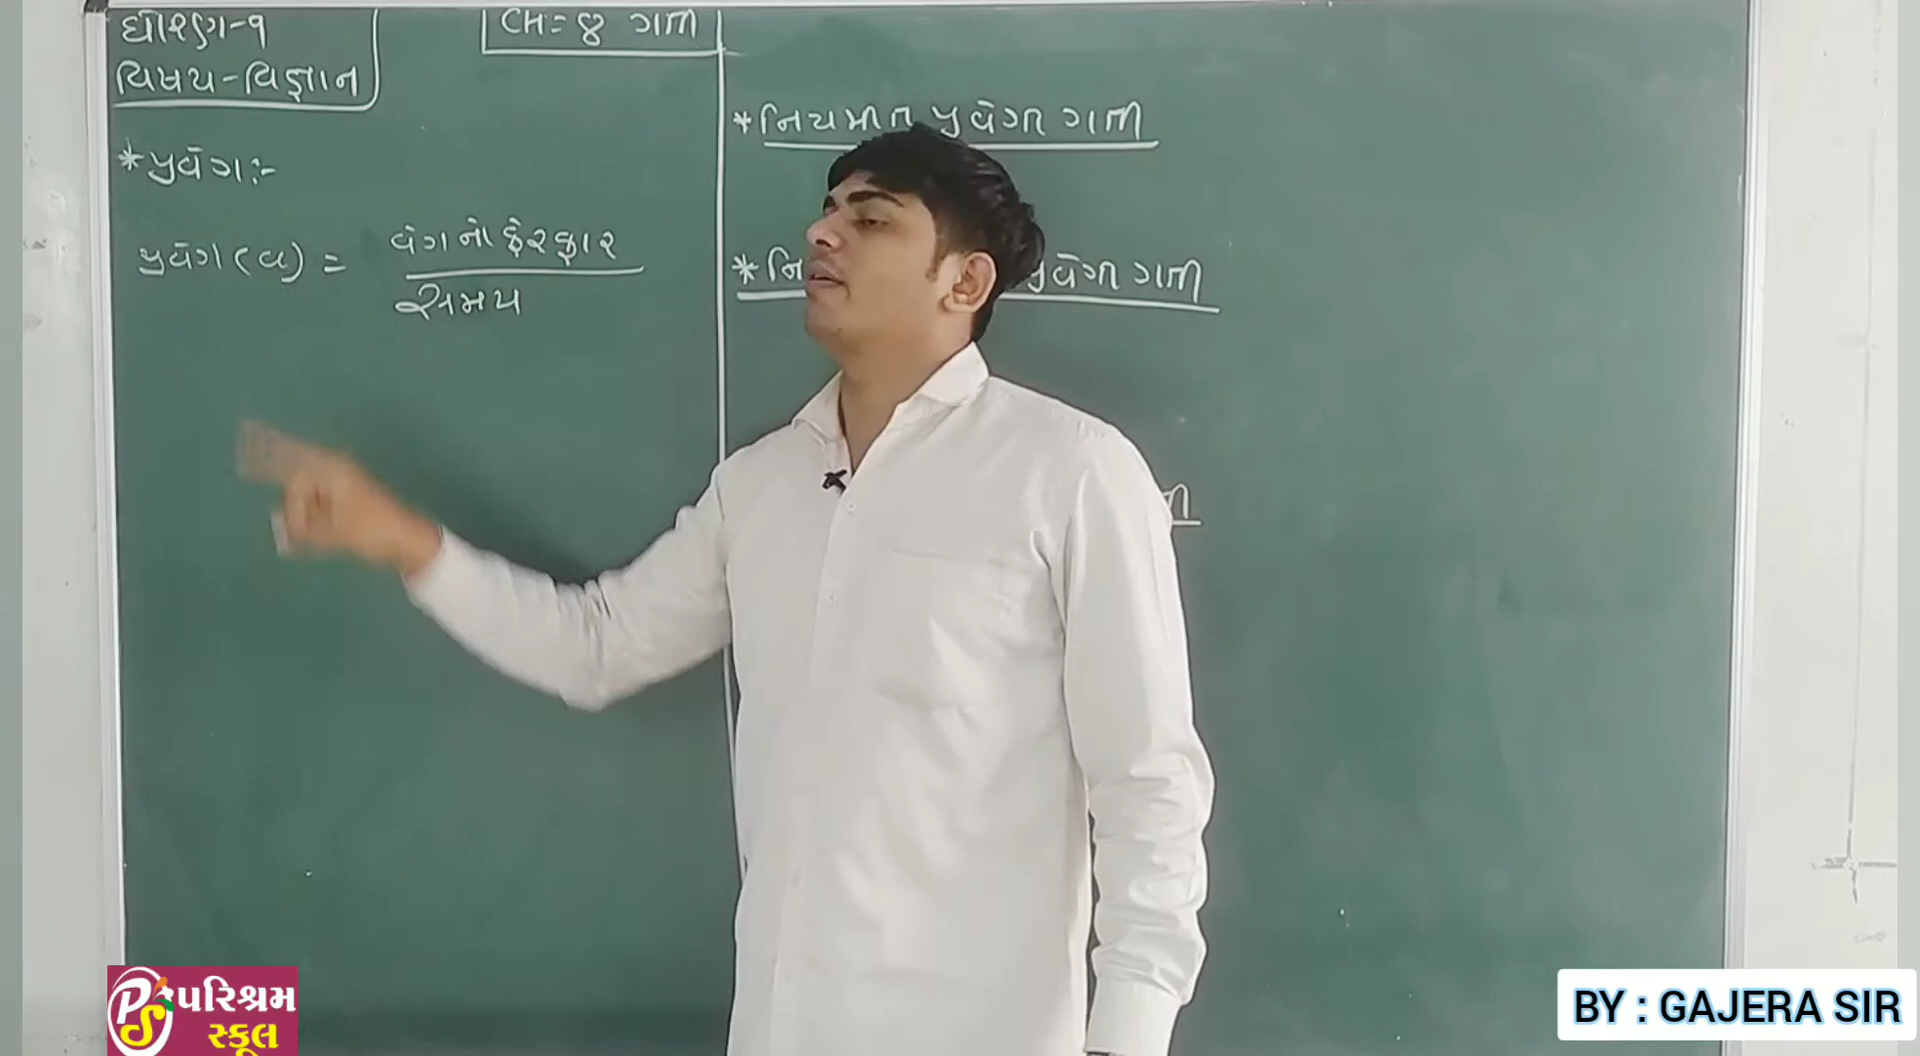 ધોરણ-૧
વિષય-વિજ્ઞાન
CH= 8 ગતિ
*પ્રવેગ:-
પ્રવેગ(a) =
વેગનો ફેરફાર
સમય
*નિયમીત પ્રવેગી ગતિ
*નિ
પ્રવેગી ગતિ
પરિશ્રમ
સ્કૂલ
BY : GAJERA SIR